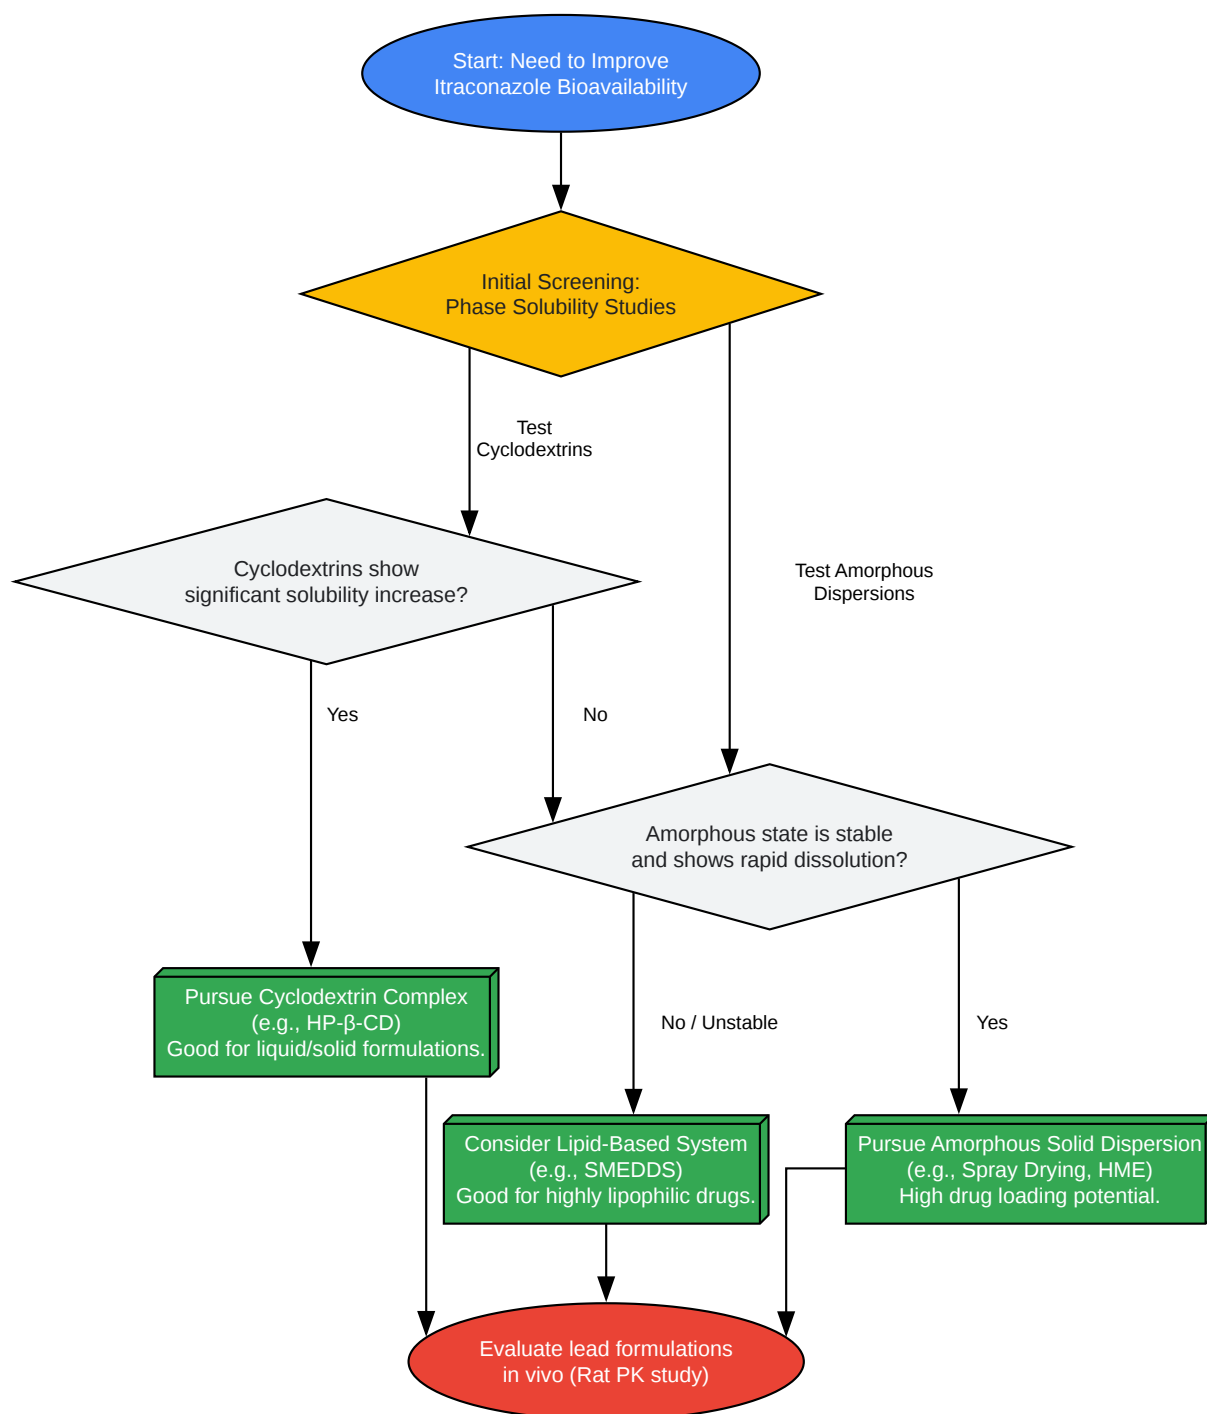 Start: Need to Improve
Itraconazole Bioavailability
Initial Screening:
Phase Solubility Studies
Test
Cyclodextrins
Cyclodextrins show
significant solubility increase?
Test Amorphous
Dispersions
Yes
No
Amorphous state is stable
and shows rapid dissolution?
Pursue Cyclodextrin Complex
(e.g., HP-β-CD)
Good for liquid/solid formulations.
No / Unstable
Yes
Consider Lipid-Based System
(e.g., SMEDDS)
Good for highly lipophilic drugs.
Pursue Amorphous Solid Dispersion
(e.g., Spray Drying, HME)
High drug loading potential.
Evaluate lead formulations
in vivo (Rat PK study)